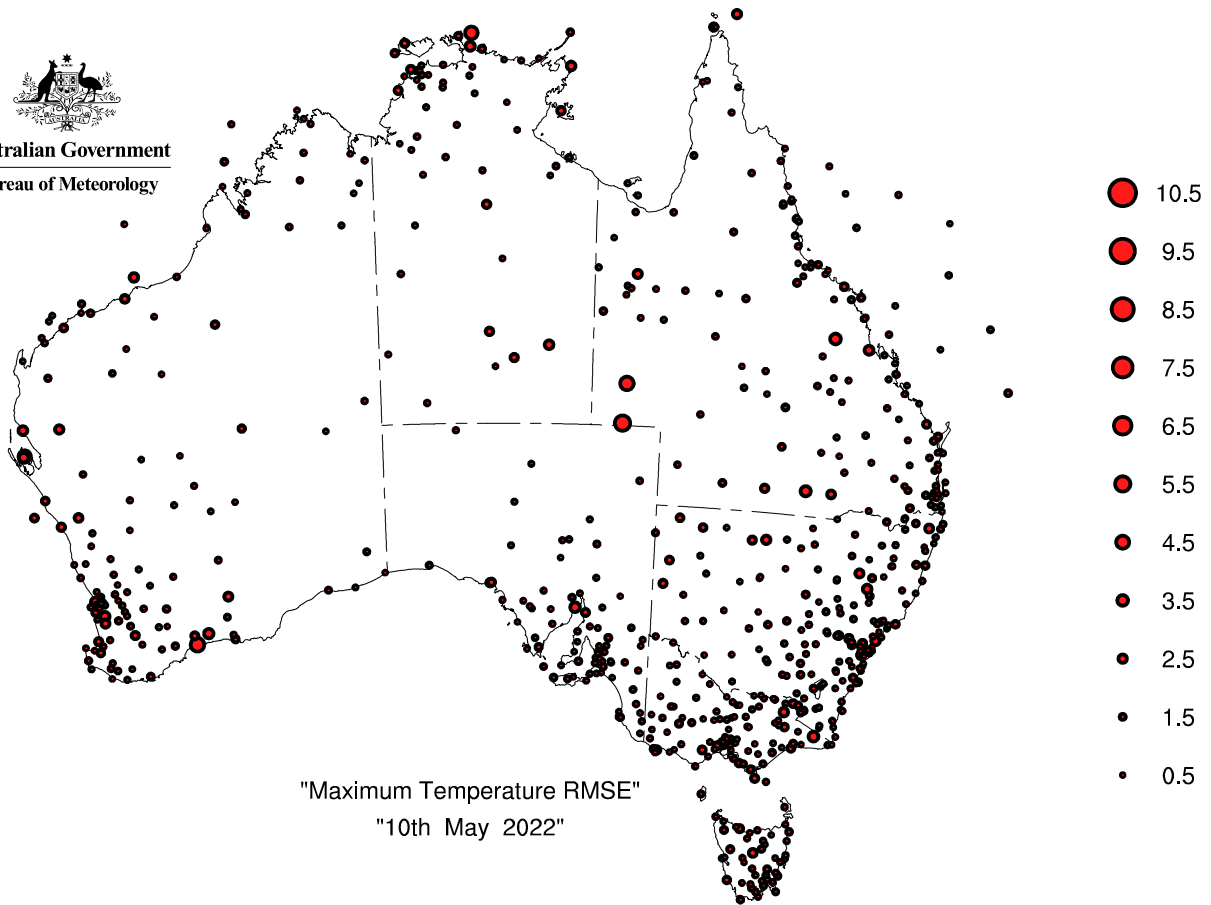 AUSTRALIA
tralian Government
reau of Meteorology
10.5
9.5
8.5
7.5
6.5
5.5
4.5
3.5
2.5
1.5
0.5
"Maximum Temperature RMSE"
"10th May 2022"